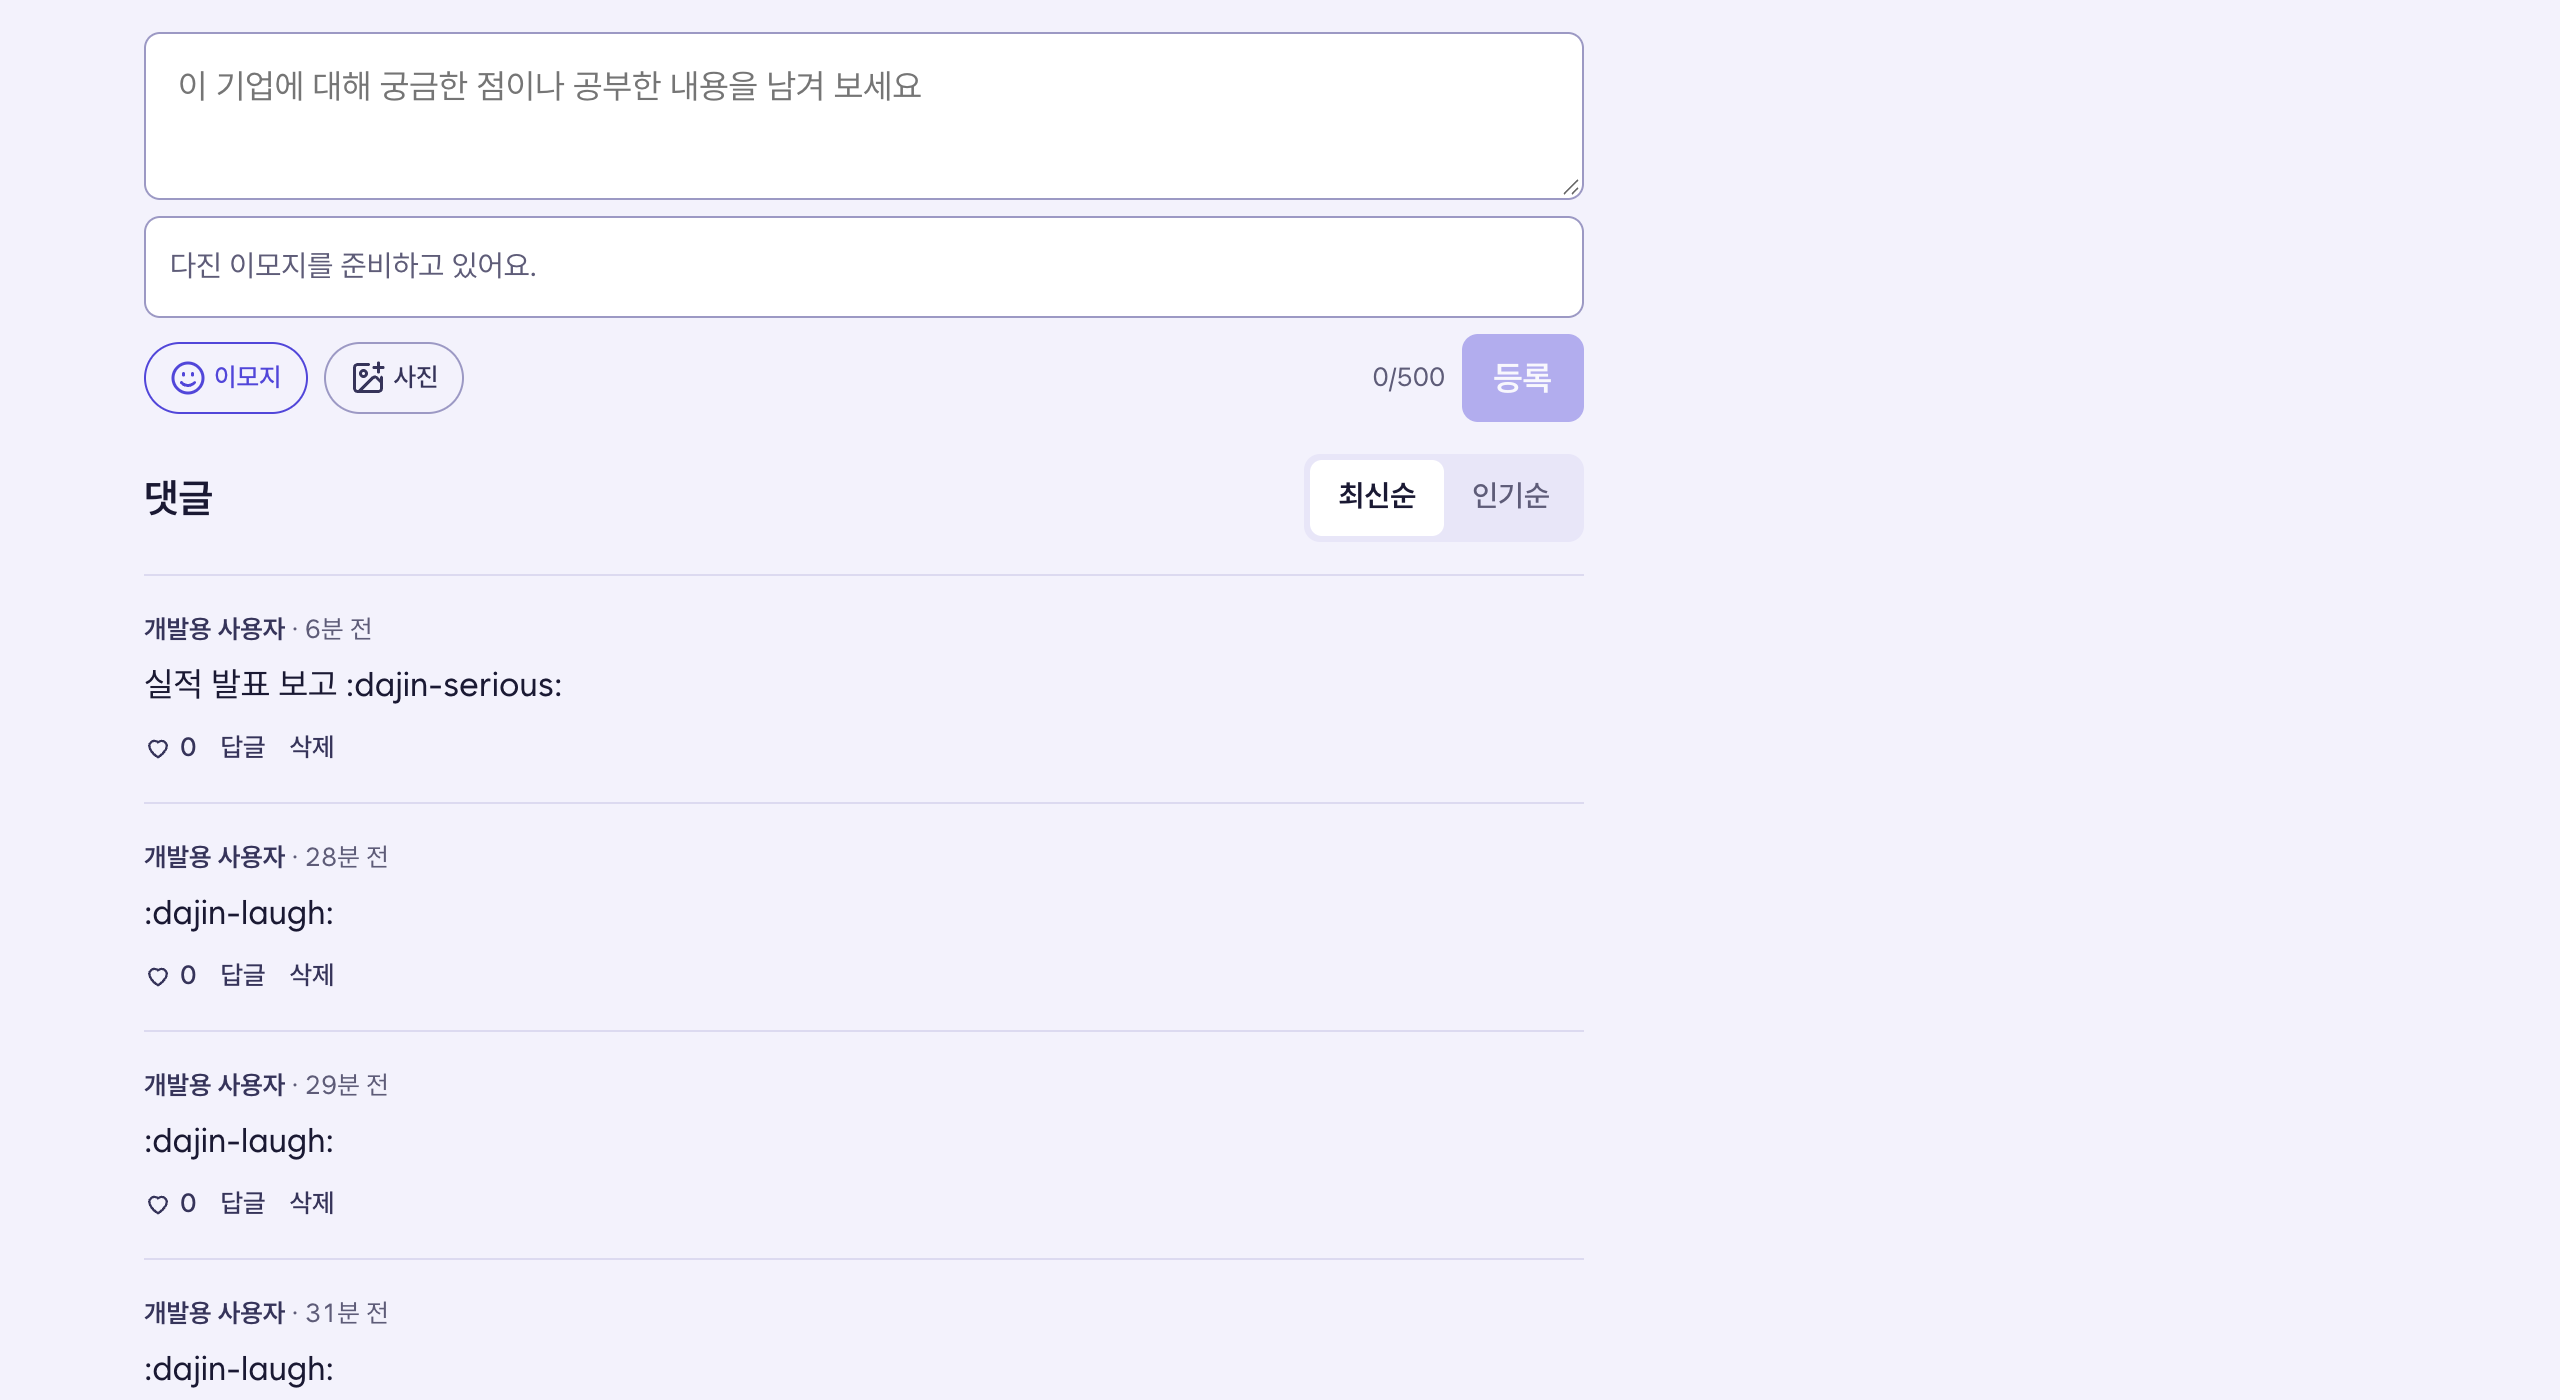 이 기업에 대해 궁금한 점이나 공부한 내용을 남겨 보세요
다진 이모지를 준비하고 있어요.
이모지 사진 0/500 등록
댓글 최신순 인기순
개발용 사용자 · 6분 전
실적 발표 보고 :dajin-serious:
0 답글 삭제
개발용 사용자 · 28분 전
:dajin-laugh:
0 답글 삭제
개발용 사용자 · 29분 전
:dajin-laugh:
0 답글 삭제
개발용 사용자 · 31분 전
:dajin-laugh: